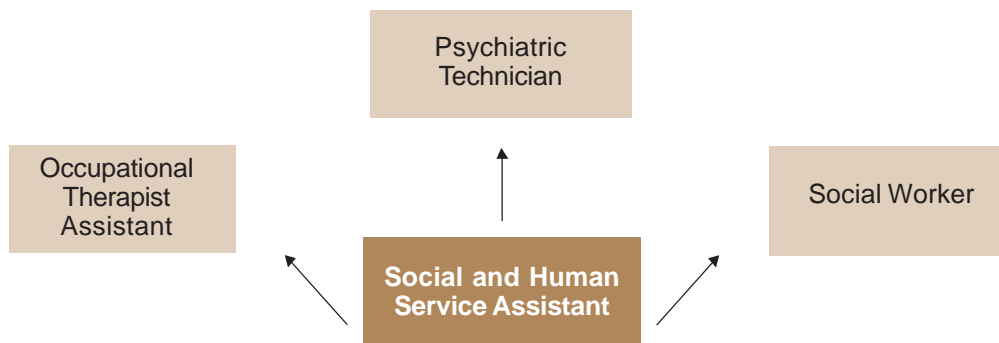 Psychiatric
Technician
Occupational
Therapist
Assistant
Social Worker
Social and Human
Service Assistant